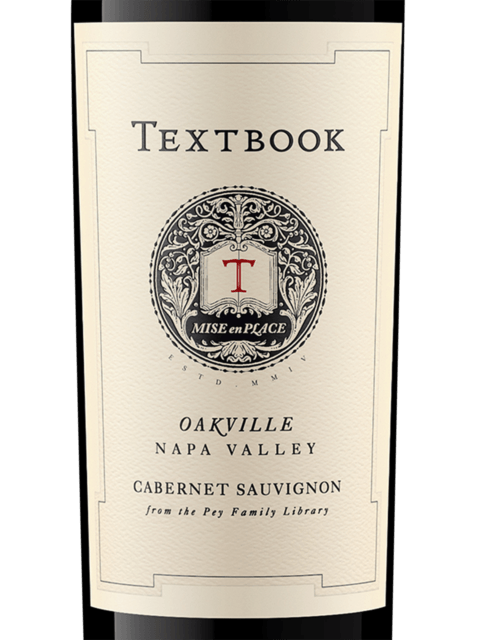 TEXTBOOK
T
MISE en PLACE
ESTD. MMIV
OAKVILLE
NAPA VALLEY
CABERNET SAUVIGNON
from the Pey Family Library